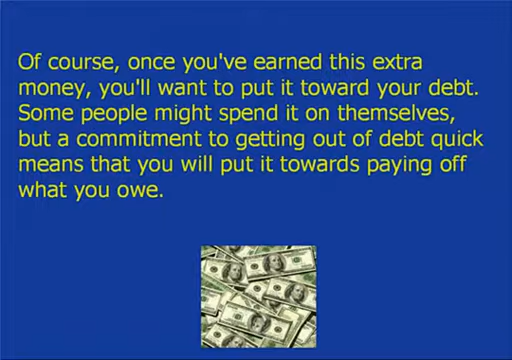 Of course, once you've earned this extra
money, you'll want to put it toward your debt.
Some people might spend it on themselves,
but a commitment to getting out of debt quick
means that you will put it towards paying off
what you owe.